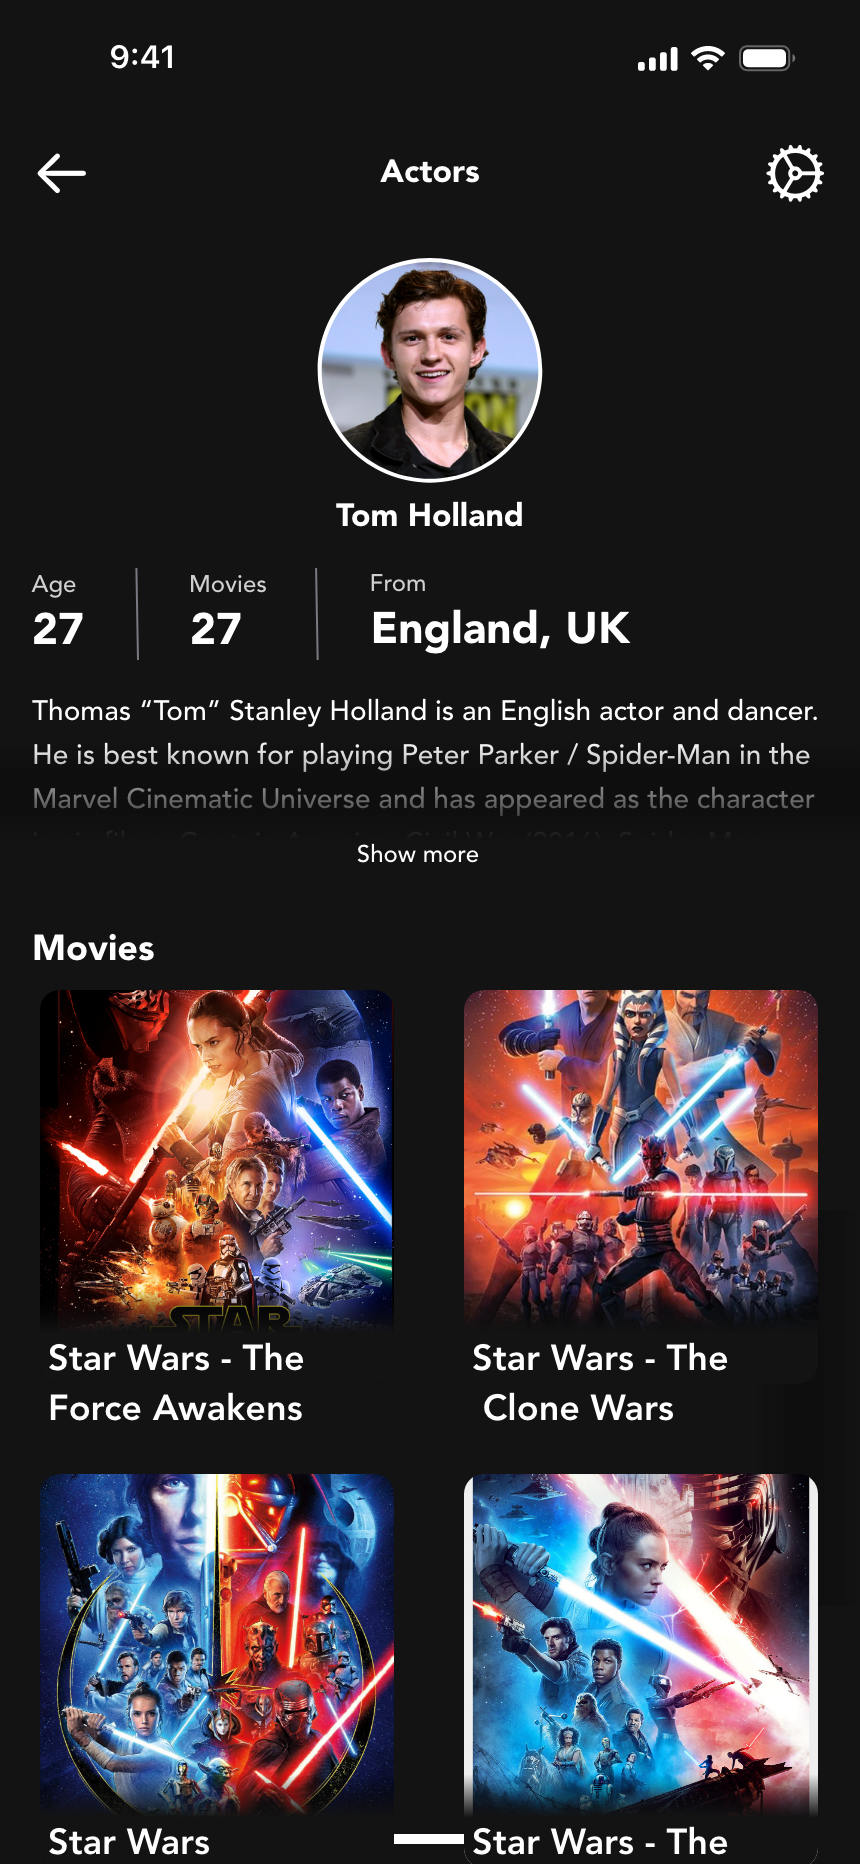 9:41
Actors
Tom Holland
Age
27
Movies
27
From
England, UK
Thomas “Tom” Stanley Holland is an English actor and dancer.
He is best known for playing Peter Parker / Spider-Man in the
Marvel Cinematic Universe and has appeared as the character
Show more
Movies
STAR
Star Wars - The
Force Awakens
Star Wars - The
Clone Wars
Star Wars
Star Wars - The